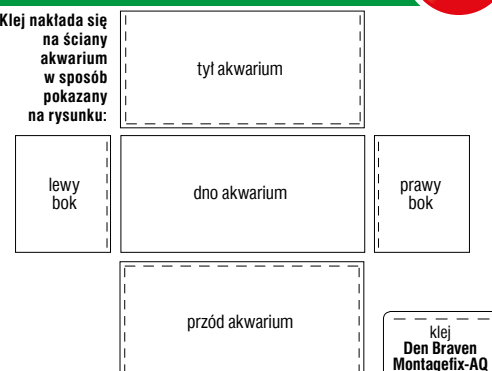 Klej nakłada się
na ściany
akwarium
w sposób
pokazany
na rysunku:
tył akwarium
lewy
bok
dno akwarium
prawy
bok
przód akwarium
klej
Den Braven
Montagefix-AQ